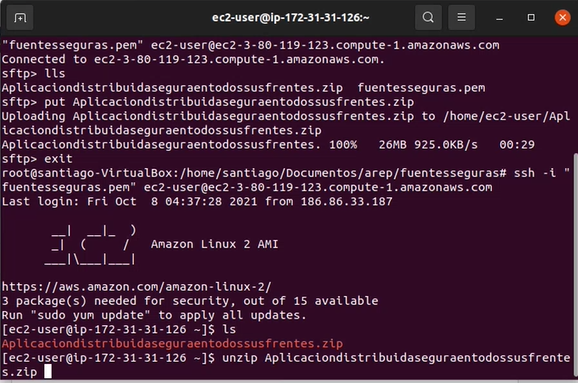 ec2-user@ip-172-31-31-126:~
"fuentesseguras.pem" ec2-user@ec2-3-80-119-123.compute-1.amazonaws.com
Connected to ec2-3-80-119-123.compute-1.amazonaws.com.
sftp> lls
Aplicaciondistribuidaseguraentodossusfrentes.zip  fuentesseguras.pem
sftp> put Aplicaciondistribuidaseguraentodossusfrentes.zip
Uploading Aplicaciondistribuidaseguraentodossusfrentes.zip to /home/ec2-user/Apl
icaciondistribuidaseguraentodossusfrentes.zip
Aplicaciondistribuidaseguraentodossusfrentes. 100%   26MB 925.0KB/s   00:29
sftp> exit
root@santiago-VirtualBox:/home/santiago/Documentos/arep/fuentesseguras# ssh -i "
fuentesseguras.pem" ec2-user@ec2-3-80-119-123.compute-1.amazonaws.com
Last login: Fri Oct  8 04:37:28 2021 from 186.86.33.187
       __|  __|_  )
       _|  (     /   Amazon Linux 2 AMI
      ___|\___|___|
https://aws.amazon.com/amazon-linux-2/
3 package(s) needed for security, out of 15 available
Run "sudo yum update" to apply all updates.
[ec2-user@ip-172-31-31-126 ~]$ ls
Aplicaciondistribuidaseguraentodossusfrentes.zip
[ec2-user@ip-172-31-31-126 ~]$ unzip Aplicaciondistribuidaseguraentodossusfrente
s.zip